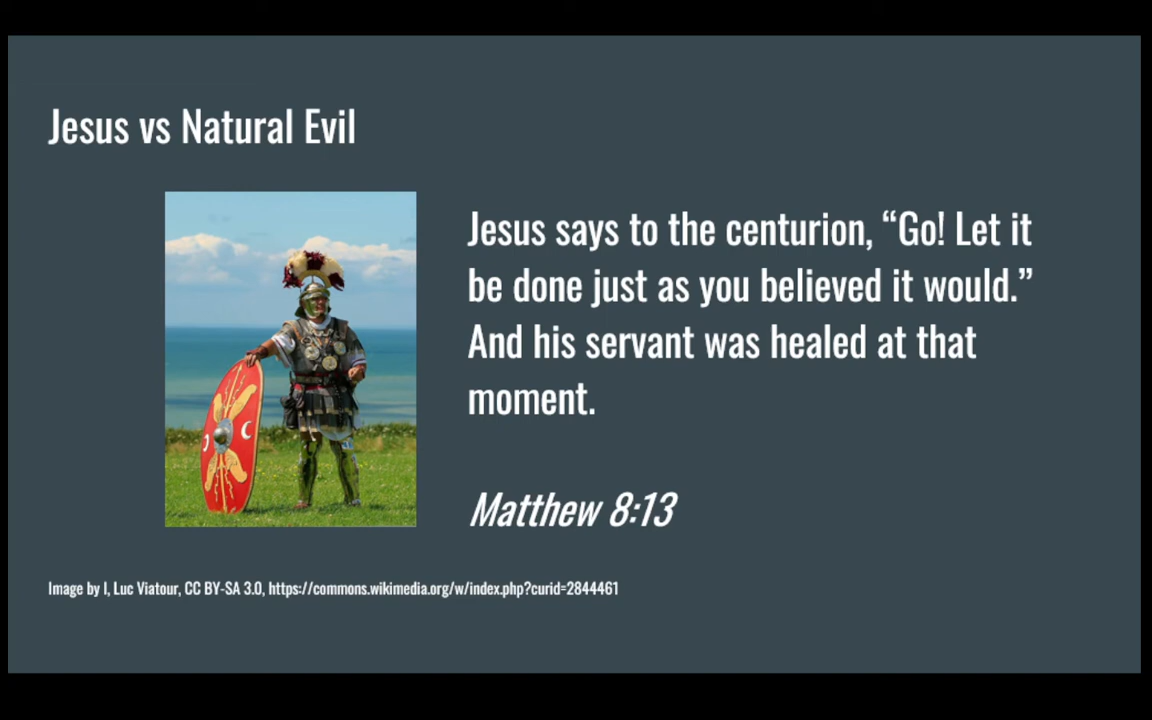 Jesus vs Natural Evil
Jesus says to the centurion, “Go! Let it
be done just as you believed it would.”
And his servant was healed at that
moment.
Matthew 8:13
Image by I, Luc Viatour, CC BY-SA 3.0, https://commons.wikimedia.org/w/index.php?curid=2844461